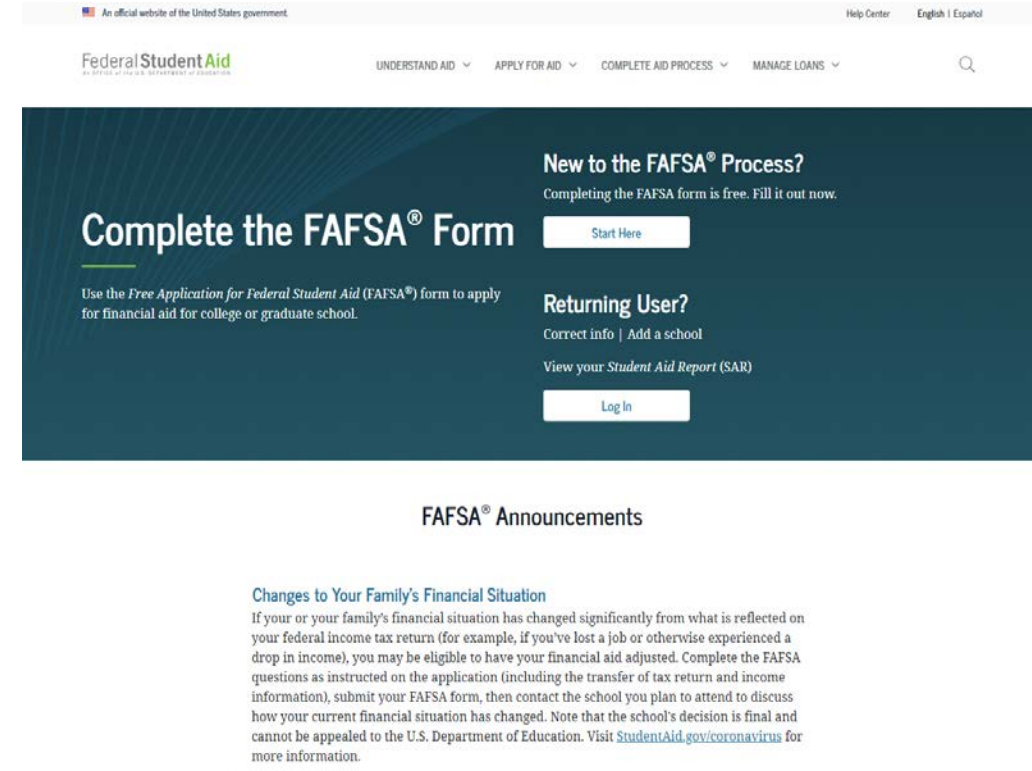 An official website of the United States government.
Help Center English | Español
Federal Student Aid
An OFFICE of the U.S. DEPARTMENT of EDUCATION
UNDERSTAND AID APPLY FOR AID COMPLETE AID PROCESS MANAGE LOANS
Complete the FAFSA® Form
Use the Free Application for Federal Student Aid (FAFSA®) form to apply
for financial aid for college or graduate school.
New to the FAFSA® Process?
Completing the FAFSA form is free. Fill it out now.
Start Here
Returning User?
Correct info | Add a school
View your Student Aid Report (SAR)
Log In
FAFSA® Announcements
Changes to Your Family's Financial Situation
If your or your family's financial situation has changed significantly from what is reflected on
your federal income tax return (for example, if you've lost a job or otherwise experienced a
drop in income), you may be eligible to have your financial aid adjusted. Complete the FAFSA
questions as instructed on the application (including the transfer of tax return and income
information), submit your FAFSA form, then contact the school you plan to attend to discuss
how your current financial situation has changed. Note that the school's decision is final and
cannot be appealed to the U.S. Department of Education. Visit StudentAid.gov/coronavirus for
more information.